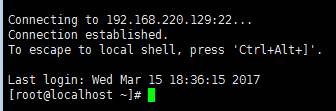 Connecting to 192.168.220.129:22...
Connection established.
To escape to local shell, press 'Ctrl+Alt+]'.
Last login: Wed Mar 15 18:36:15 2017
[root@localhost ~]#